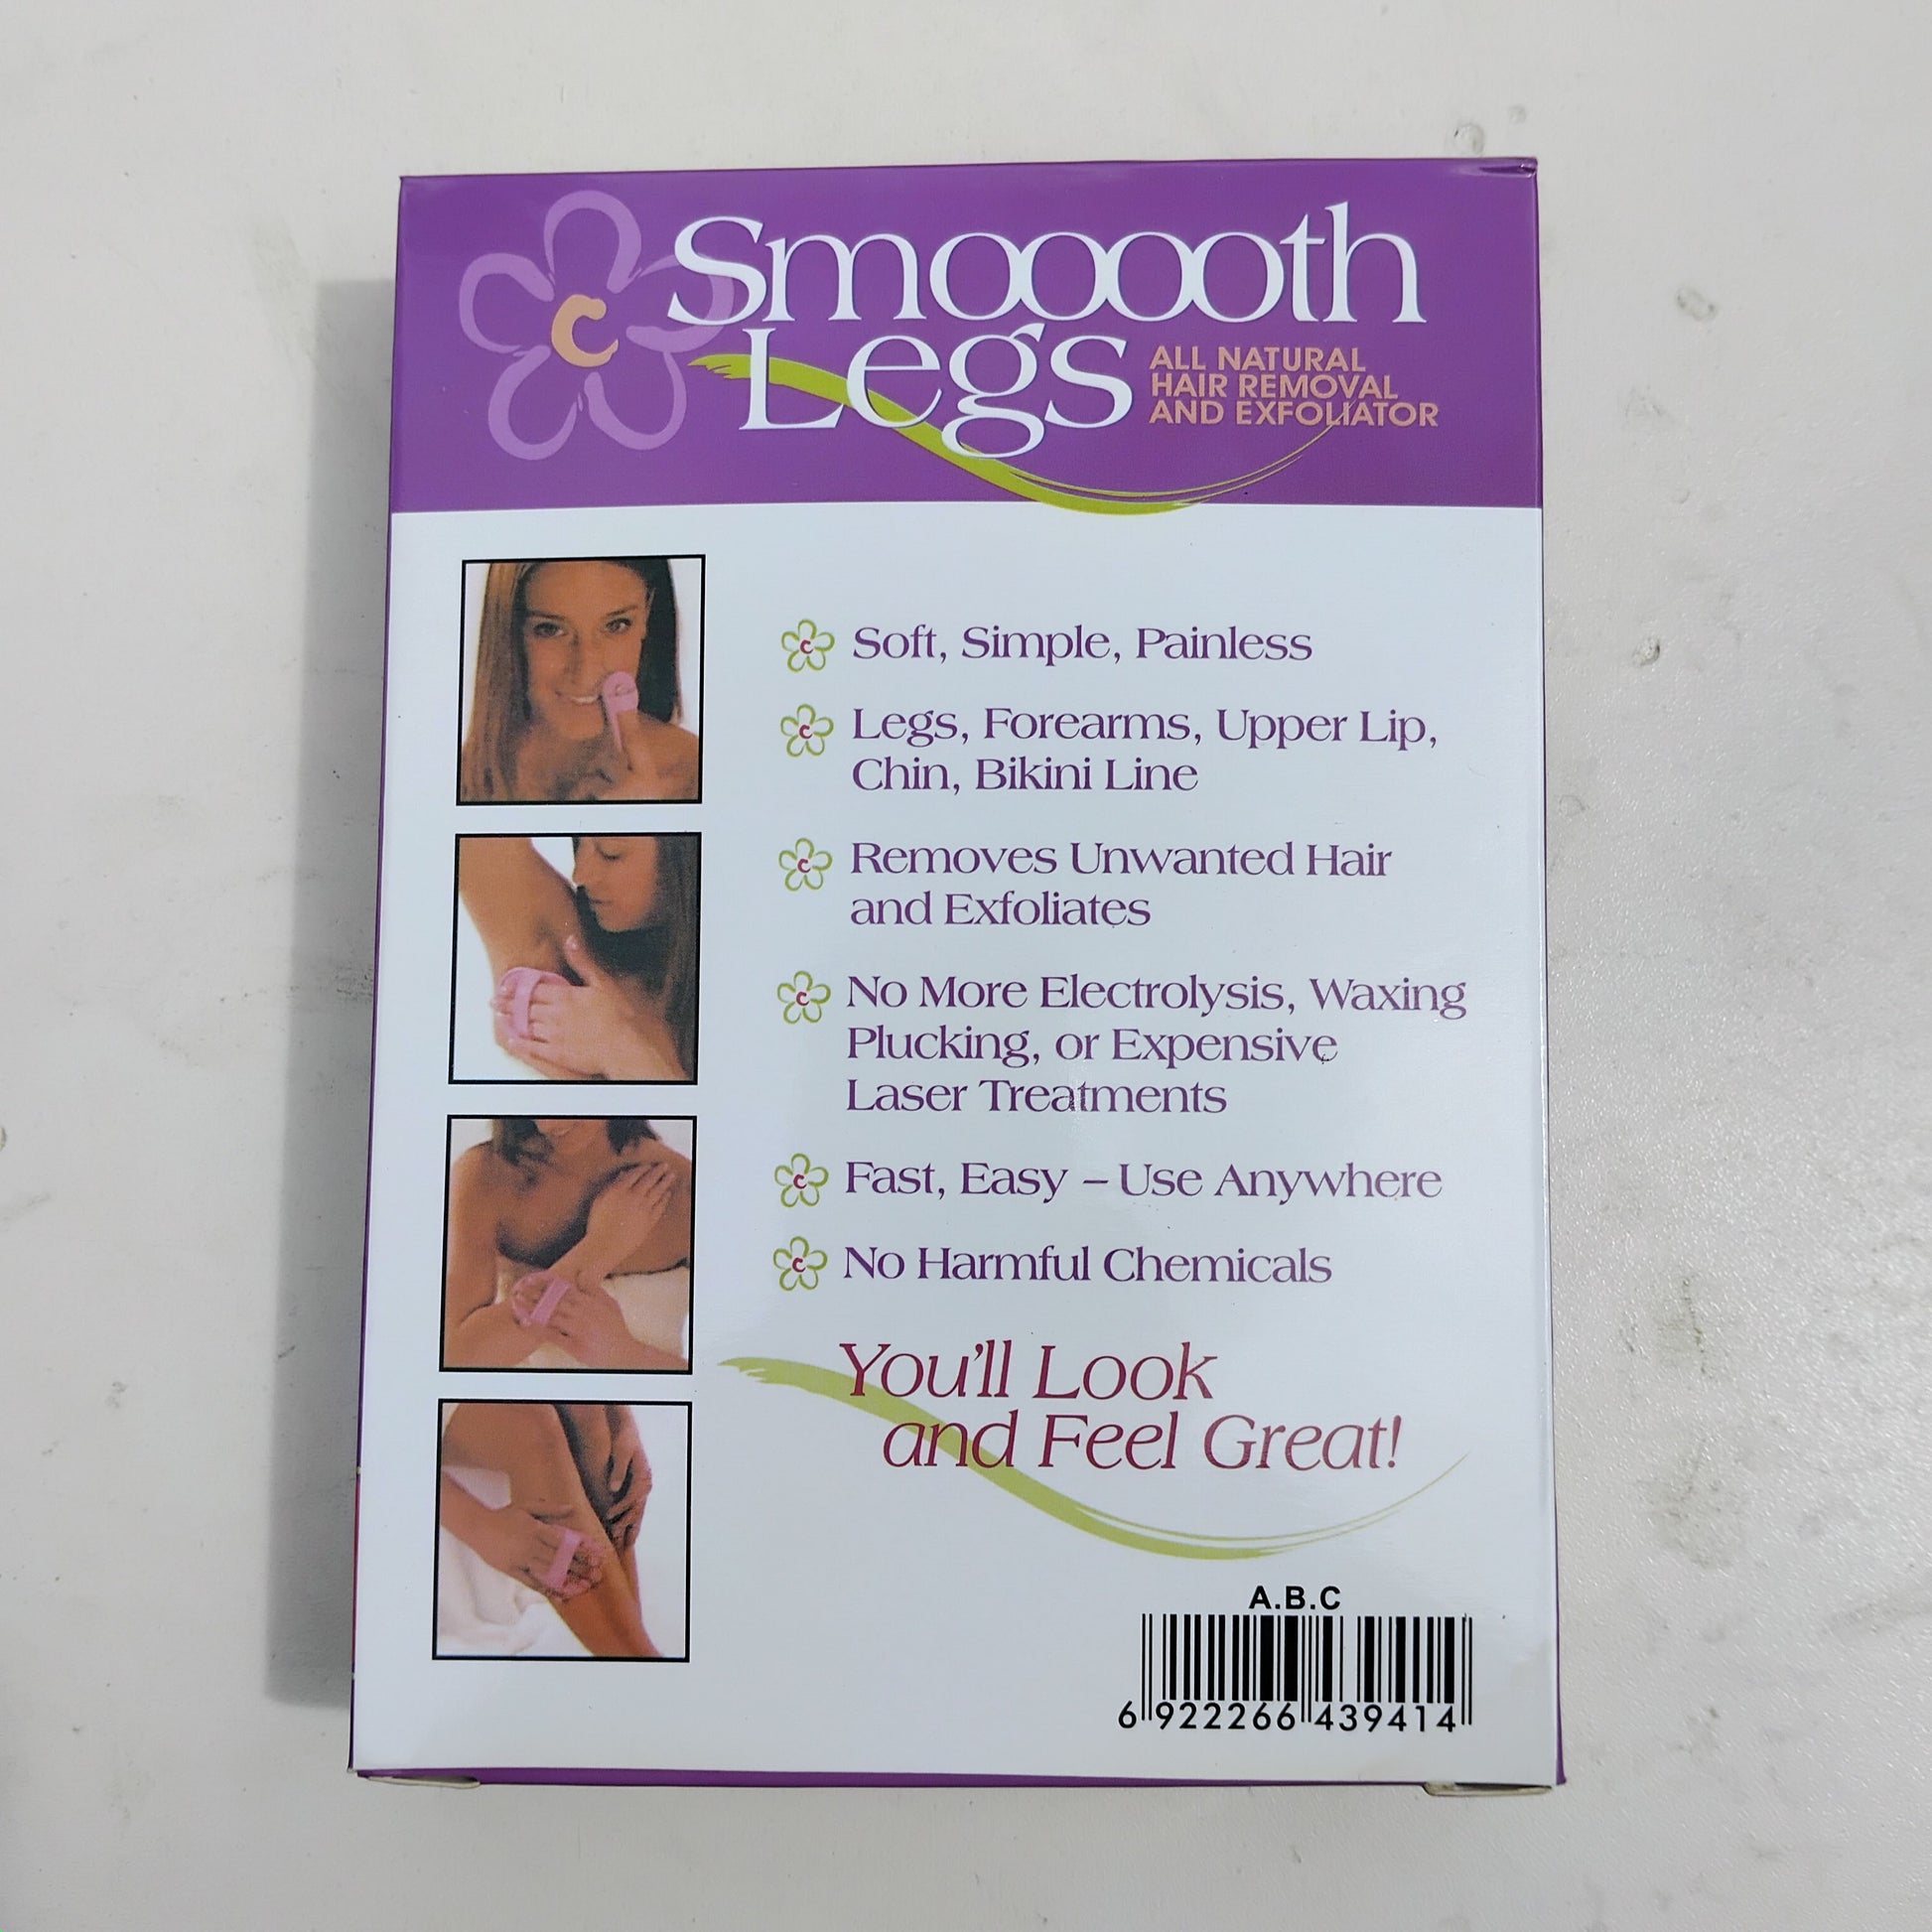 c
Smooooth
Legs
ALL NATURAL
HAIR REMOVAL
AND EXFOLIATOR
c Soft, Simple, Painless
c Legs, Forearms, Upper Lip,
Chin, Bikini Line
c Removes Unwanted Hair
and Exfoliates
c No More Electrolysis, Waxing
Plucking, or Expensive
Laser Treatments
c Fast, Easy – Use Anywhere
c No Harmful Chemicals
You'll Look
and Feel Great!
A.B.C
6 922266 439414